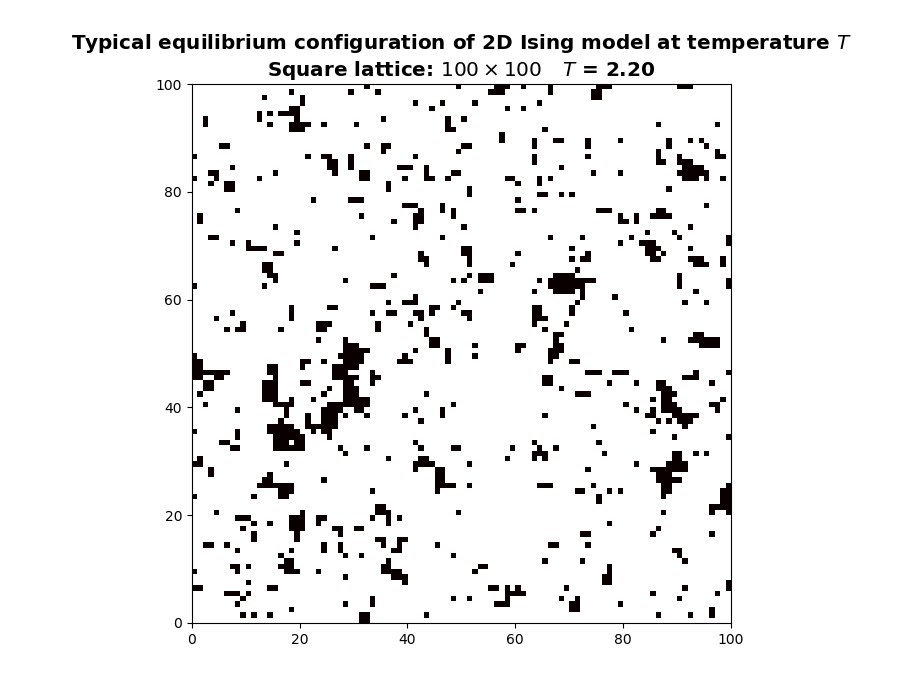 Typical equilibrium configuration of 2D Ising model at temperature T
Square lattice: 100 × 100 T = 2.20
100
80
60
40
20
0
0 20 40 60 80 100